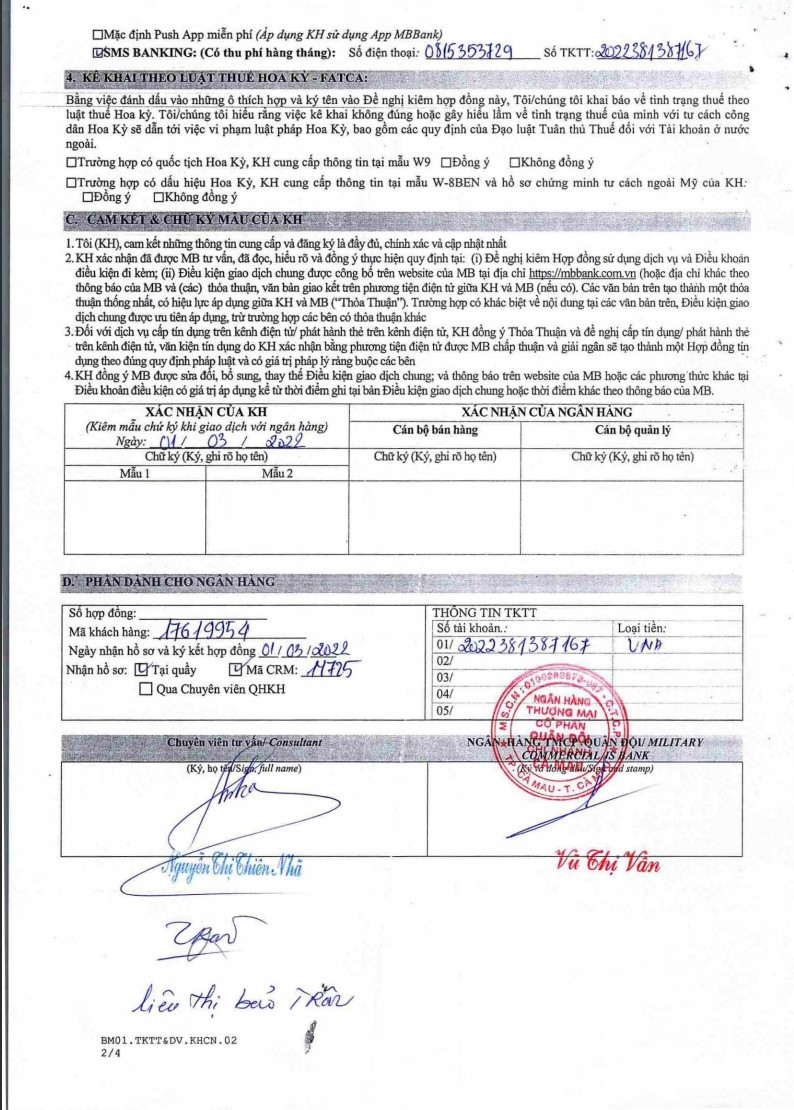 ☐Mặc định Push App miễn phí (Áp dụng KH sử dụng App MBBank)
☑SMS BANKING: (Có thu phí hàng tháng): Số điện thoại: 0815353729 Số TKTT: 2022381387167
4. KÊ KHAI THEO LUẬT THUẾ HOA KỲ - FATCA:
Bằng việc đánh dấu vào những ô thích hợp và ký tên vào Đề nghị kiêm hợp đồng này, Tôi/chúng tôi khai báo về tình trạng thuế theo
luật thuế Hoa kỳ. Tôi/chúng tôi hiểu rằng việc kê khai không đúng hoặc gây hiểu lầm về tình trạng thuế của mình với tư cách công
dân Hoa Kỳ sẽ dẫn tới việc vi phạm luật pháp Hoa Kỳ, bao gồm các quy định của Đạo luật Tuân thủ Thuế đối với Tài khoản ở nước
ngoài.
☐Trường hợp có quốc tịch Hoa Kỳ, KH cung cấp thông tin tại mẫu W9 ☐Đồng ý ☐Không đồng ý
☐Trường hợp có dấu hiệu Hoa Kỳ, KH cung cấp thông tin tại mẫu W-8BEN và hồ sơ chứng minh tư cách ngoài Mỹ của KH:
☐Đồng ý ☐Không đồng ý
C. CAM KẾT & CHỮ KÝ MẪU CỦA KH
1. Tôi (KH), cam kết những thông tin cung cấp và đăng ký là đầy đủ, chính xác và cập nhật nhất
2. KH xác nhận đã được MB tư vấn, đã đọc, hiểu rõ và đồng ý thực hiện quy định tại: (i) Đề nghị kiêm Hợp đồng sử dụng dịch vụ và Điều khoản
điều kiện đi kèm; (ii) Điều kiện giao dịch chung được công bố trên website của MB tại địa chỉ https://mbbank.com.vn (hoặc địa chỉ khác theo
thông báo của MB và (các) thỏa thuận, văn bản giao kết trên phương tiện điện tử giữa KH và MB (nếu có). Các văn bản trên tạo thành một thỏa
thuận thống nhất, có hiệu lực áp dụng giữa KH và MB ("Thỏa Thuận"). Trường hợp có khác biệt về nội dung tại các văn bản trên, Điều kiện giao
dịch chung được ưu tiên áp dụng, trừ trường hợp các bên có thỏa thuận khác
3. Đối với dịch vụ cấp tín dụng trên kênh điện tử/ phát hành thẻ trên kênh điện tử, KH đồng ý Thỏa Thuận và đề nghị cấp tín dụng/ phát hành thẻ
trên kênh điện tử, văn kiện tín dụng do KH xác nhận bằng phương tiện điện tử được MB chấp thuận và giải ngân sẽ tạo thành một Hợp đồng tín
dụng theo đúng quy định pháp luật và có giá trị pháp lý ràng buộc các bên
4. KH đồng ý MB được sửa đổi, bổ sung, thay thế Điều kiện giao dịch chung; và thông báo trên website của MB hoặc các phương thức khác tại
Điều khoản điều kiện có giá trị áp dụng kể từ thời điểm ghi tại bản Điều kiện giao dịch chung hoặc thời điểm khác theo thông báo của MB.
XÁC NHẬN CỦA KH XÁC NHẬN CỦA NGÂN HÀNG
(Kiêm mẫu chữ ký khi giao dịch với ngân hàng) Cán bộ bán hàng Cán bộ quản lý
Ngày: 01 / 03 / 2022
Chữ ký (Ký, ghi rõ họ tên) Chữ ký (Ký, ghi rõ họ tên) Chữ ký (Ký, ghi rõ họ tên)
Mẫu 1 Mẫu 2
D. PHẦN DÀNH CHO NGÂN HÀNG
Số hợp đồng: THÔNG TIN TKTT
Mã khách hàng: 17619954 Số tài khoản.: Loại tiền:
Ngày nhận hồ sơ và ký kết hợp đồng 01/03/2022 01/ 2022381387167 VNĐ
Nhận hồ sơ: ☑Tại quầy ☑Mã CRM: 11725 02/
☐ Qua Chuyên viên QHKH 03/
04/
05/
NGÂN HÀNG
THƯƠNG MẠI
CỔ PHẦN
QUÂN ĐỘI
CHI NHÁNH
CÀ MAU
TP. CÀ MAU - T. CÀ MAU
Chuyên viên tư vấn/ Consultant NGÂN HÀNG TMCP QUÂN ĐỘI/ MILITARY
COMMERCIAL JS BANK
(Ký, họ tên/Sign, full name) (Ký và đóng dấu/Sign and stamp)
Nguyễn Thị Thiên Nhã Vũ Thị Vân
Liêu Thị bảo Trân
BM01.TKTT&DV.KHCN.02
2/4